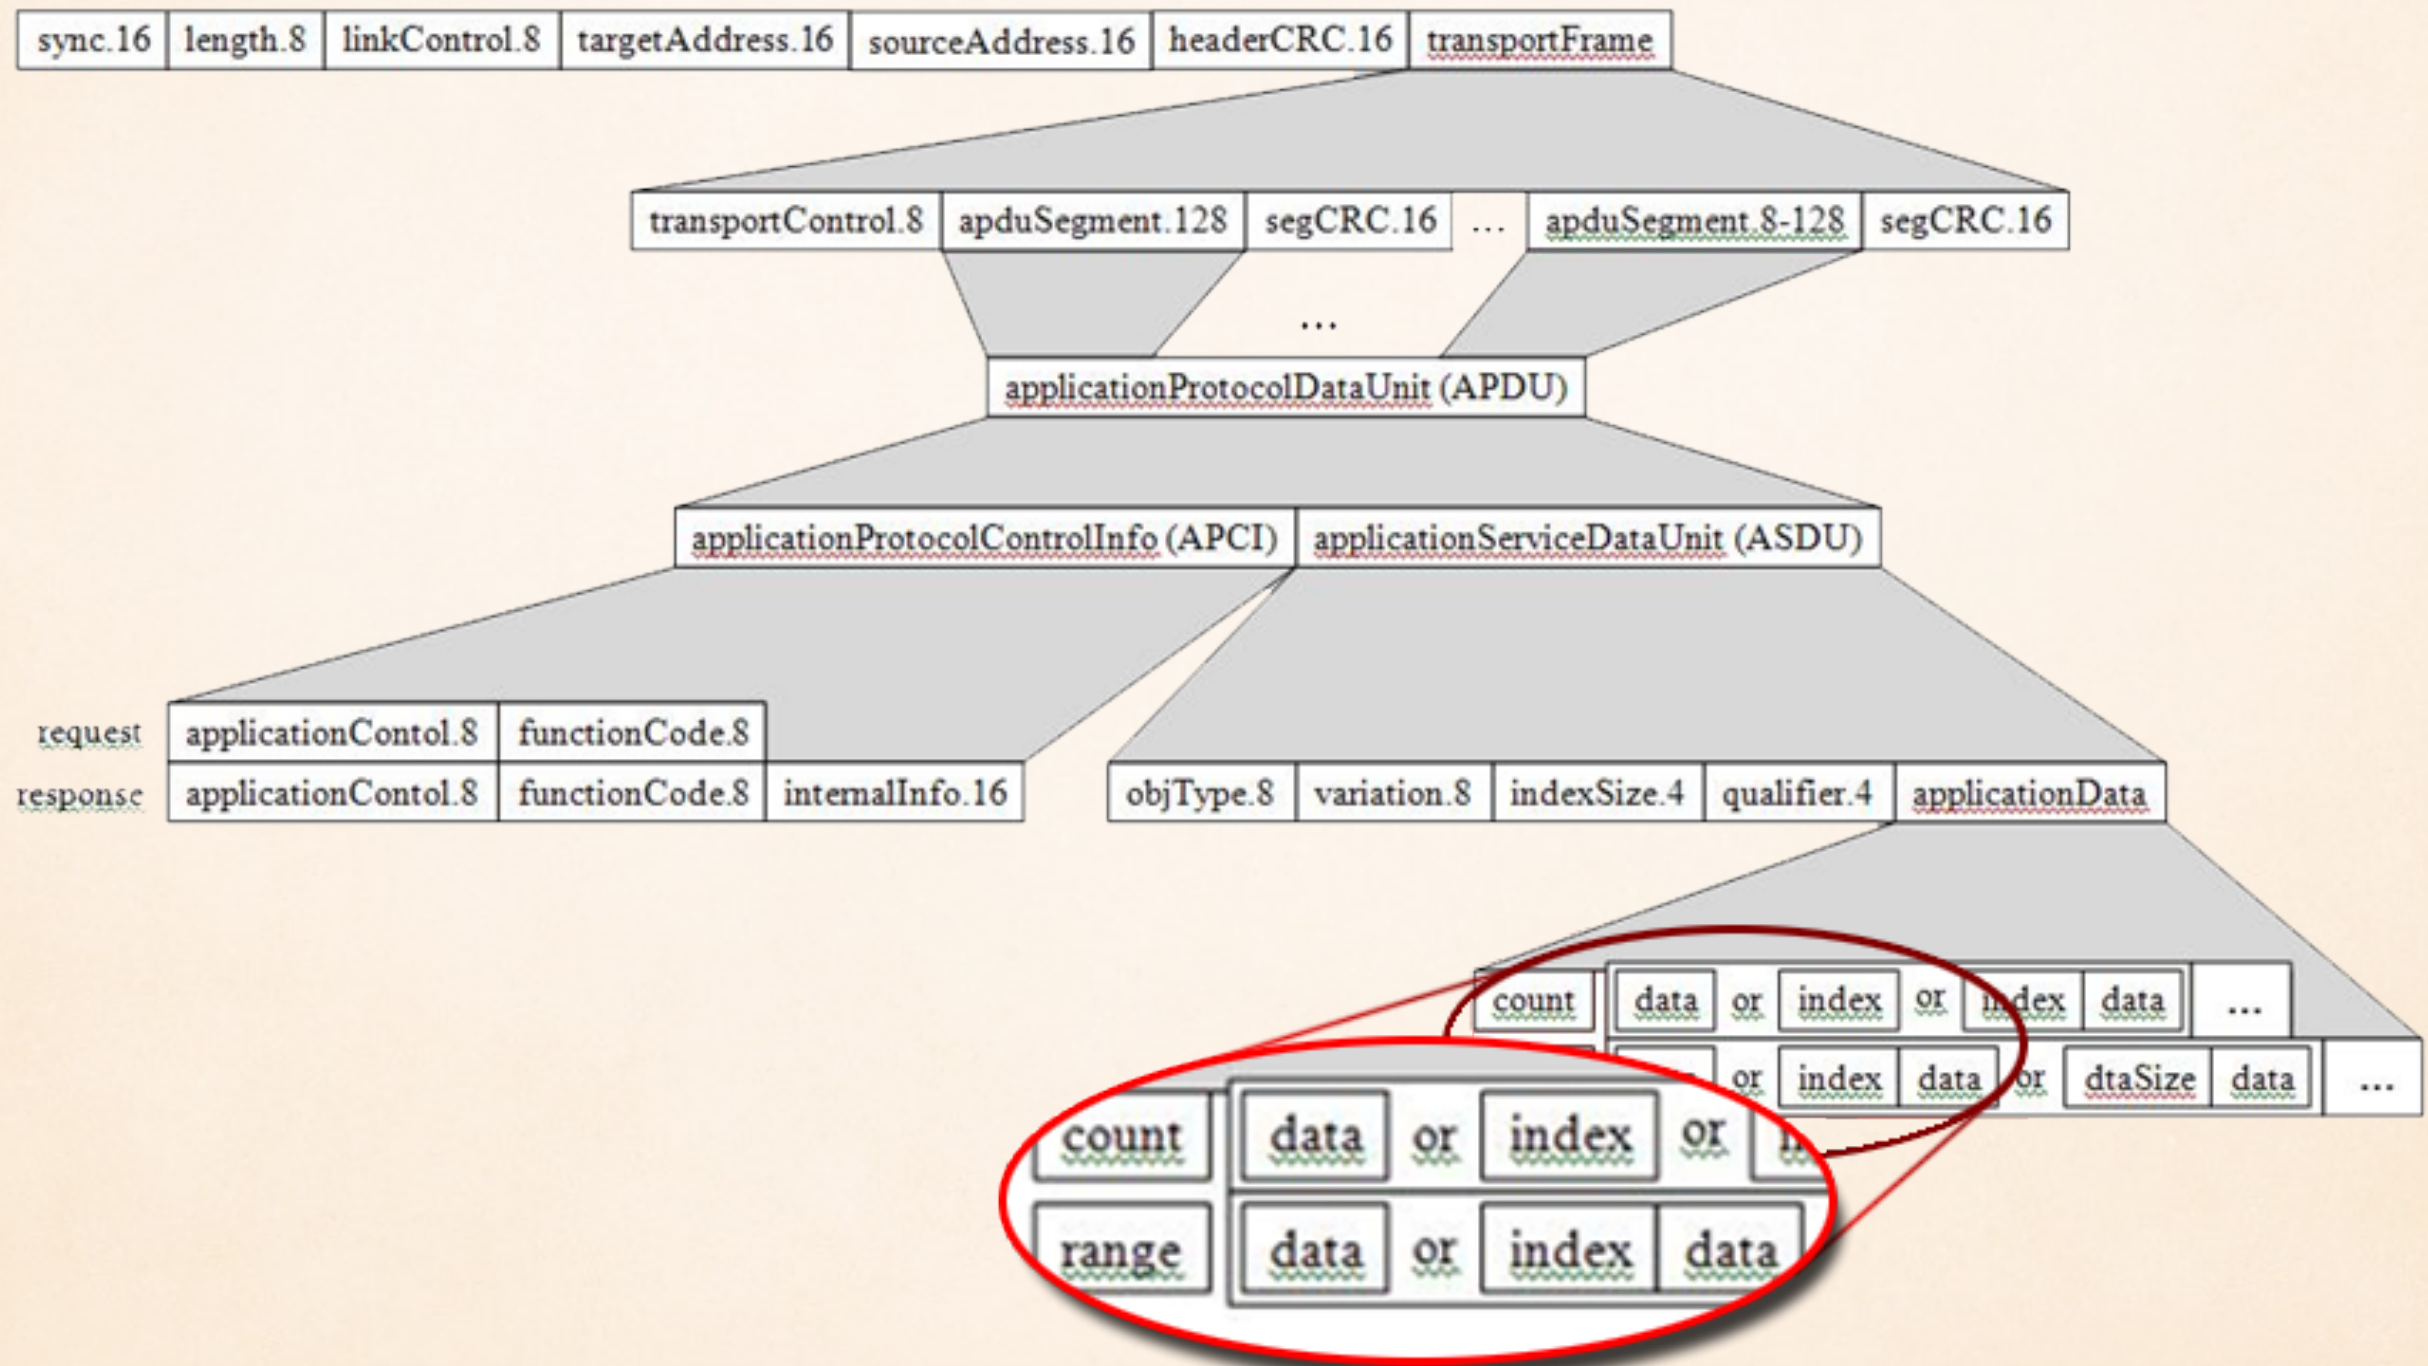 sync.16 length.8 linkControl.8 targetAddress.16 sourceAddress.16 headerCRC.16 transportFrame
transportControl.8 apduSegment.128 segCRC.16 ... apduSegment.8-128 segCRC.16
...
applicationProtocolDataUnit (APDU)
applicationProtocolControlInfo (APCI) applicationServiceDataUnit (ASDU)
request applicationContol.8 functionCode.8
response applicationContol.8 functionCode.8 internalInfo.16 objType.8 variation.8 indexSize.4 qualifier.4 applicationData
count data or index or index data ...
or index data or dtaSize data ...
count data or index or
range data or index data